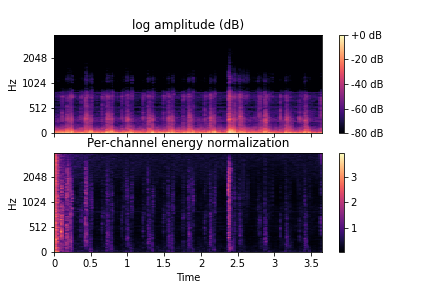 log amplitude (dB)
Hz
2048
1024
512
0
+0 dB
-20 dB
-40 dB
-60 dB
-80 dB
Per-channel energy normalization
Hz
2048
1024
512
0
3
2
1
0 0.5 1 1.5 2 2.5 3 3.5
Time